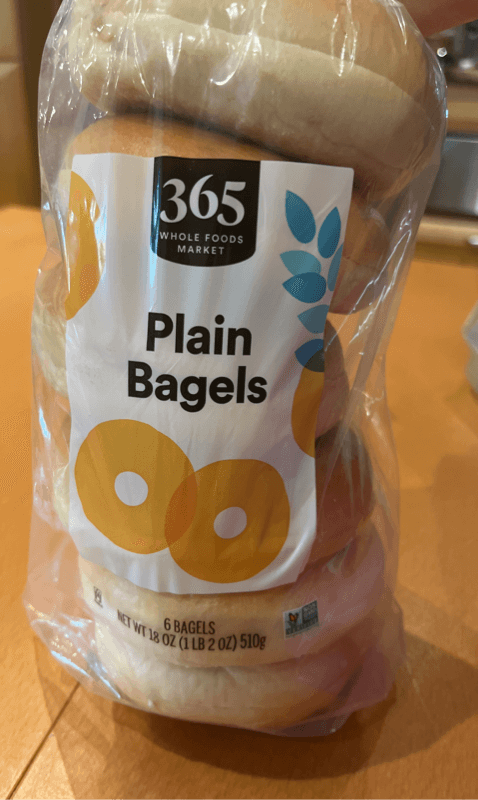 365
WHOLE FOODS
MARKET
Plain
Bagels
6 BAGELS
NET WT 18 OZ (1 LB 2 OZ) 510g